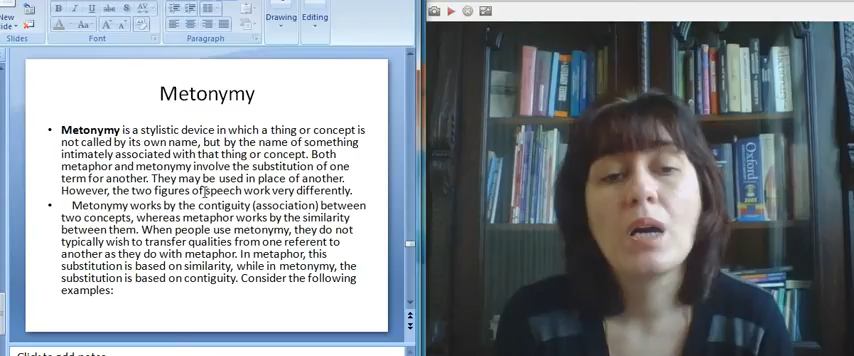 Slide
Slides
Font
Paragraph
Drawing
Editing
Metonymy
• Metonymy is a stylistic device in which a thing or concept is
not called by its own name, but by the name of something
intimately associated with that thing or concept. Both
metaphor and metonymy involve the substitution of one
term for another. They may be used in place of another.
However, the two figures of speech work very differently.
• Metonymy works by the contiguity (association) between
two concepts, whereas metaphor works by the similarity
between them. When people use metonymy, they do not
typically wish to transfer qualities from one referent to
another as they do with metaphor. In metaphor, this
substitution is based on similarity, while in metonymy, the
substitution is based on contiguity. Consider the following
examples:
Click to add notes
Oxford